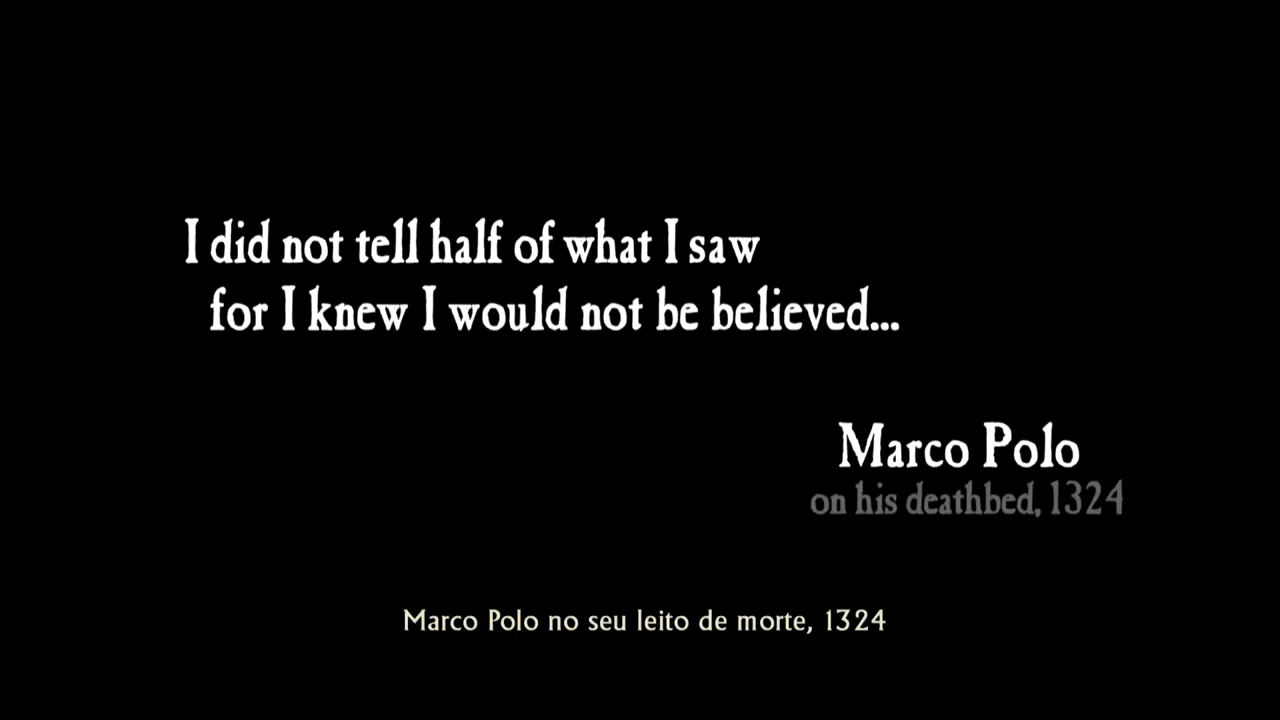 I did not tell half of what I saw
for I knew I would not be believed...
Marco Polo
on his deathbed, 1324
Marco Polo no seu leito de morte, 1324